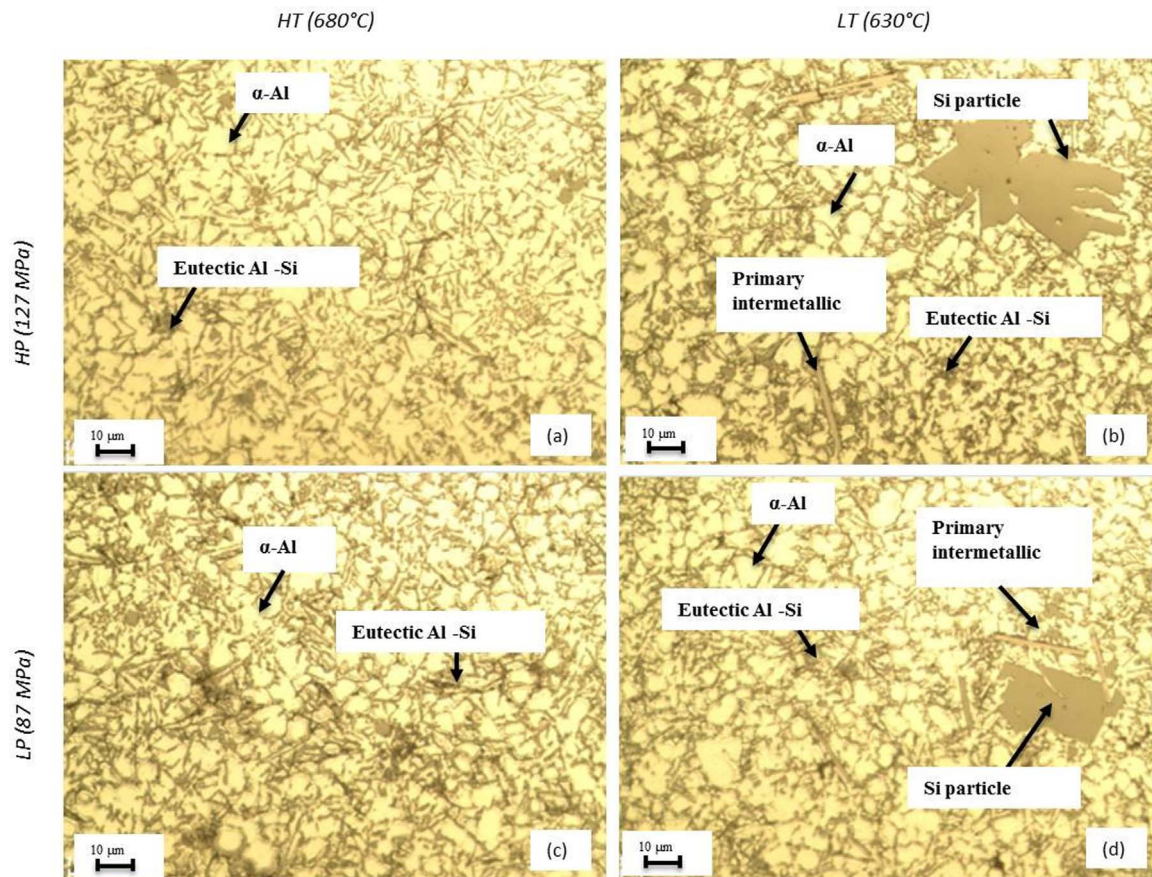 HT (680°C)
LT (630°C)
HP (127 MPa)
α-Al
Eutectic Al -Si
10 μm
(a)
Si particle
α-Al
Primary
intermetallic
Eutectic Al -Si
10 μm
(b)
LP (87 MPa)
α-Al
Eutectic Al -Si
10 μm
(c)
α-Al
Primary
intermetallic
Eutectic Al -Si
Si particle
10 μm
(d)